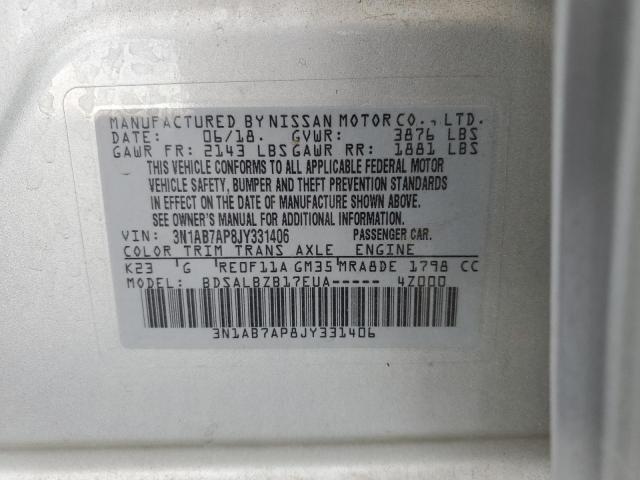 MANUFACTURED BY NISSAN MOTOR CO., LTD.
DATE: 06/18. GVWR: 3876 LBS
GAWR FR: 2143 LBS GAWR RR: 1881 LBS
THIS VEHICLE CONFORMS TO ALL APPLICABLE FEDERAL MOTOR
VEHICLE SAFETY, BUMPER AND THEFT PREVENTION STANDARDS
IN EFFECT ON THE DATE OF MANUFACTURE SHOWN ABOVE.
SEE OWNER'S MANUAL FOR ADDITIONAL INFORMATION.
VIN: 3N1AB7AP8JY331406 PASSENGER CAR.
COLOR TRIM TRANS AXLE ENGINE
K23 G RE0F11A GM35 MRA8DE 1798 CC
MODEL: BDSALBZB17EUA----- 4Z000
3N1AB7AP8JY331406